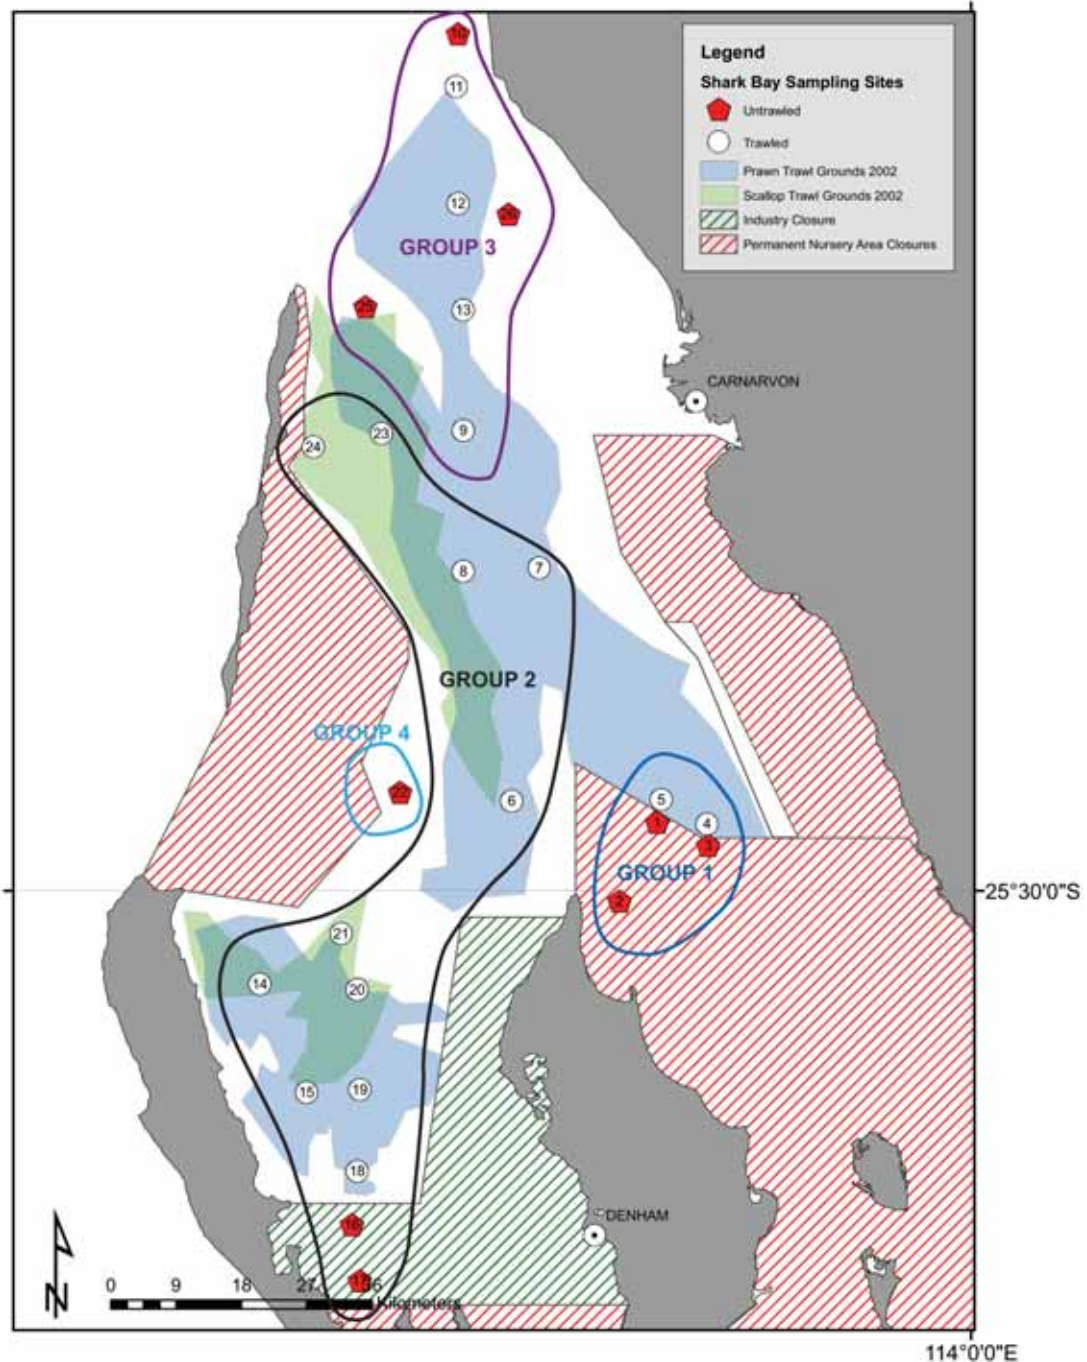 10
Legend
Shark Bay Sampling Sites
Untrawled
Trawled
Prawn Trawl Grounds 2002
Scallop Trawl Grounds 2002
Industry Closure
Permanent Nursery Area Closures
11
12
26
GROUP 3
25
13
CARNARVON
9
23
24
8
7
GROUP 2
GROUP 4
22
6
5
1
4
3
GROUP 1
2
25°30'0"S
21
14
20
15
19
18
16
DENHAM
17
0 9 18 27 36
Kilometers
N
114°0'0"E